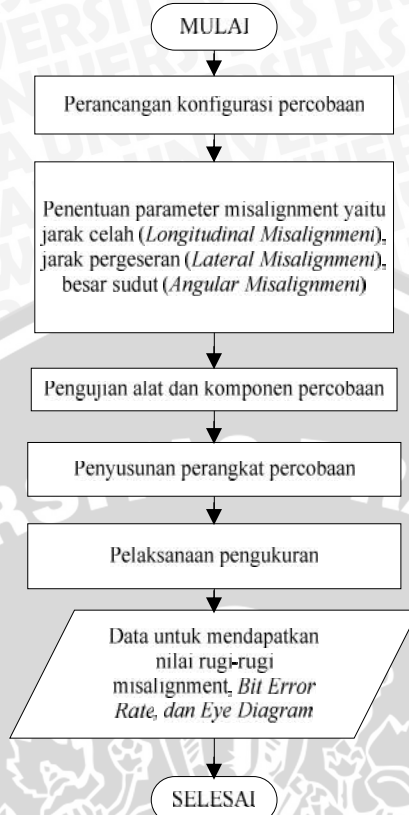 MULAI
Perancangan konfigurasi percobaan
Penentuan parameter misalignment yaitu
jarak celah (Longitudinal Misalignment),
jarak pergeseran (Lateral Misalignment),
besar sudut (Angular Misalignment)
Pengujian alat dan komponen percobaan
Penyusunan perangkat percobaan
Pelaksanaan pengukuran
Data untuk mendapatkan
nilai rugi-rugi
misalignment, Bit Error
Rate, dan Eye Diagram
SELESAI